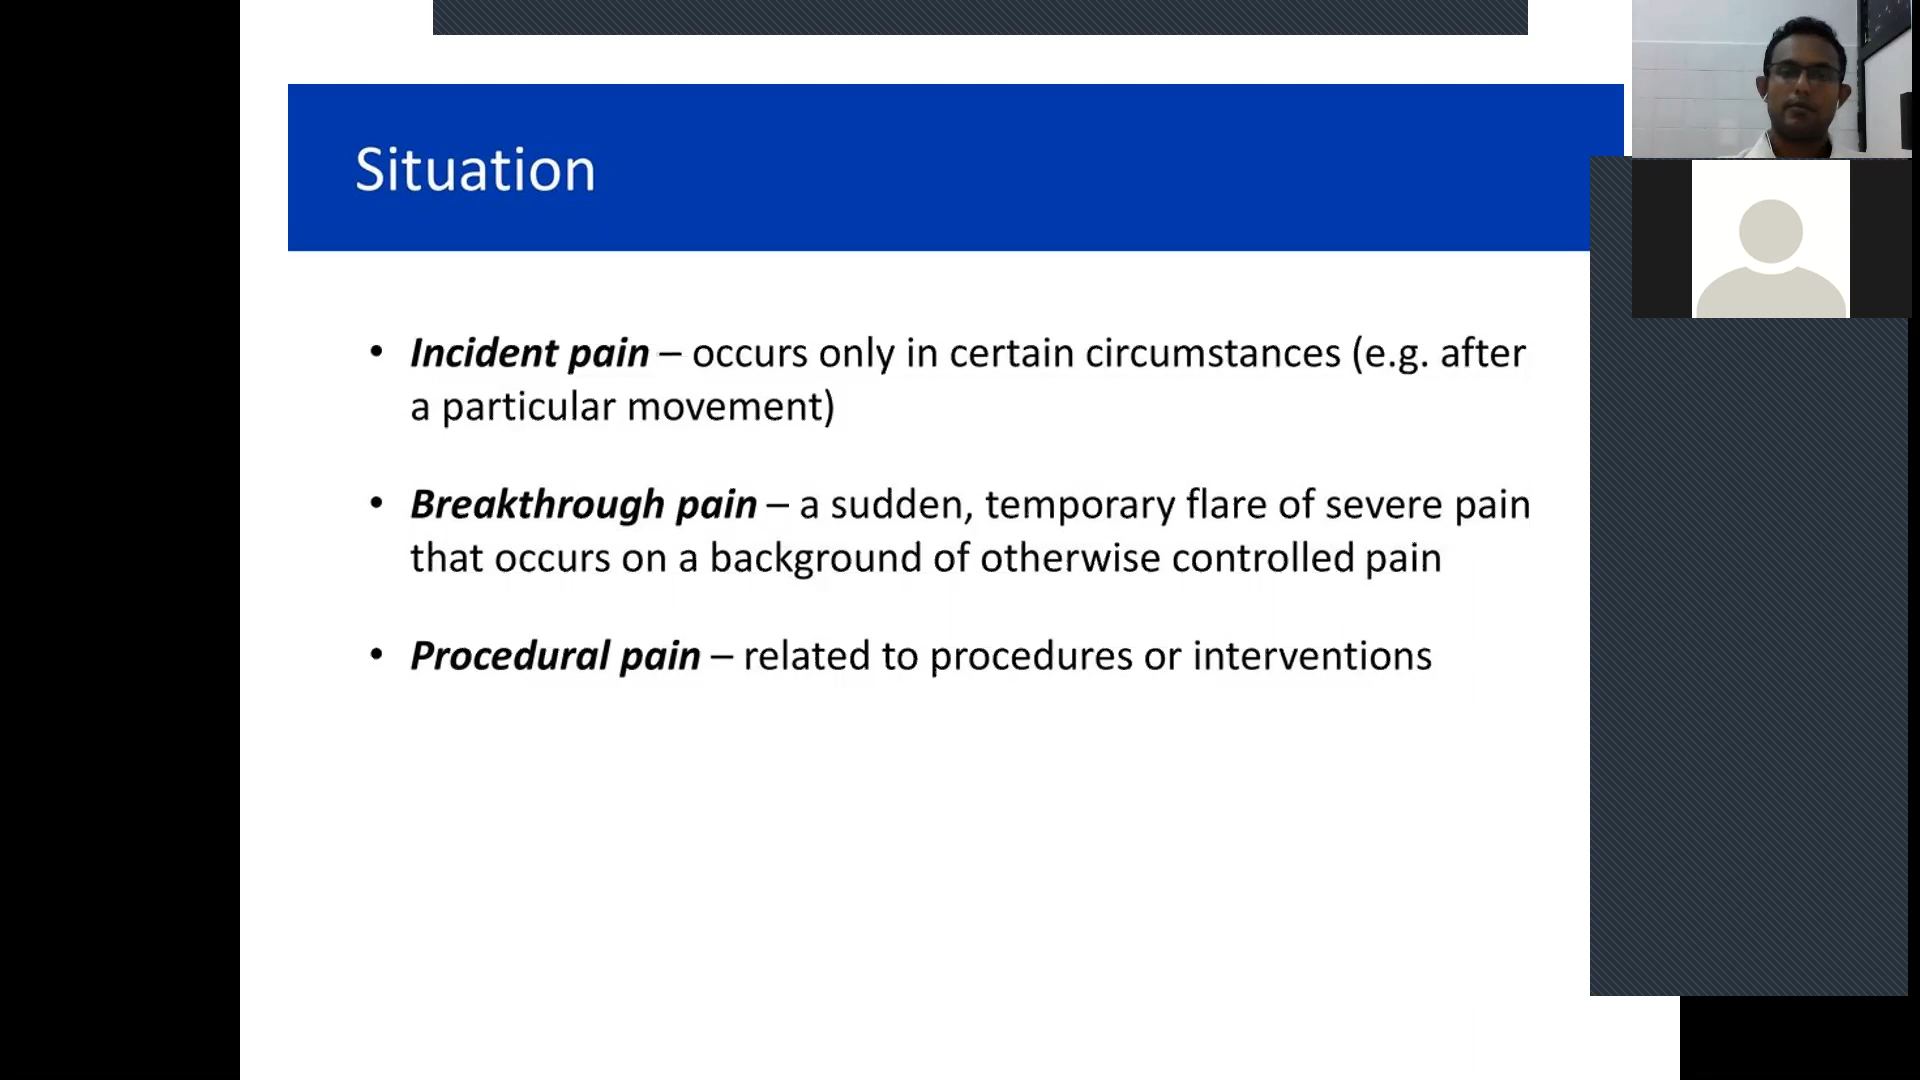 Situation
• Incident pain – occurs only in certain circumstances (e.g. after
a particular movement)
• Breakthrough pain – a sudden, temporary flare of severe pain
that occurs on a background of otherwise controlled pain
• Procedural pain – related to procedures or interventions